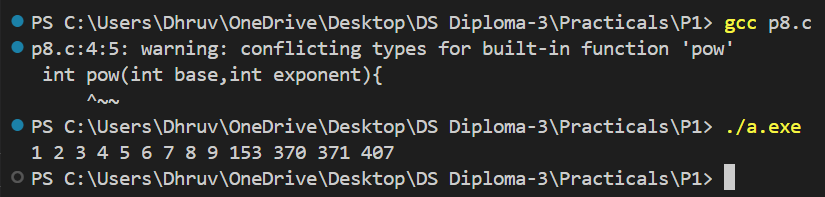 PS C:\Users\Dhruv\OneDrive\Desktop\DS Diploma-3\Practicals\P1> gcc p8.c
p8.c:4:5: warning: conflicting types for built-in function 'pow'
 int pow(int base,int exponent){
     ^~~
PS C:\Users\Dhruv\OneDrive\Desktop\DS Diploma-3\Practicals\P1> ./a.exe
1 2 3 4 5 6 7 8 9 153 370 371 407
PS C:\Users\Dhruv\OneDrive\Desktop\DS Diploma-3\Practicals\P1>